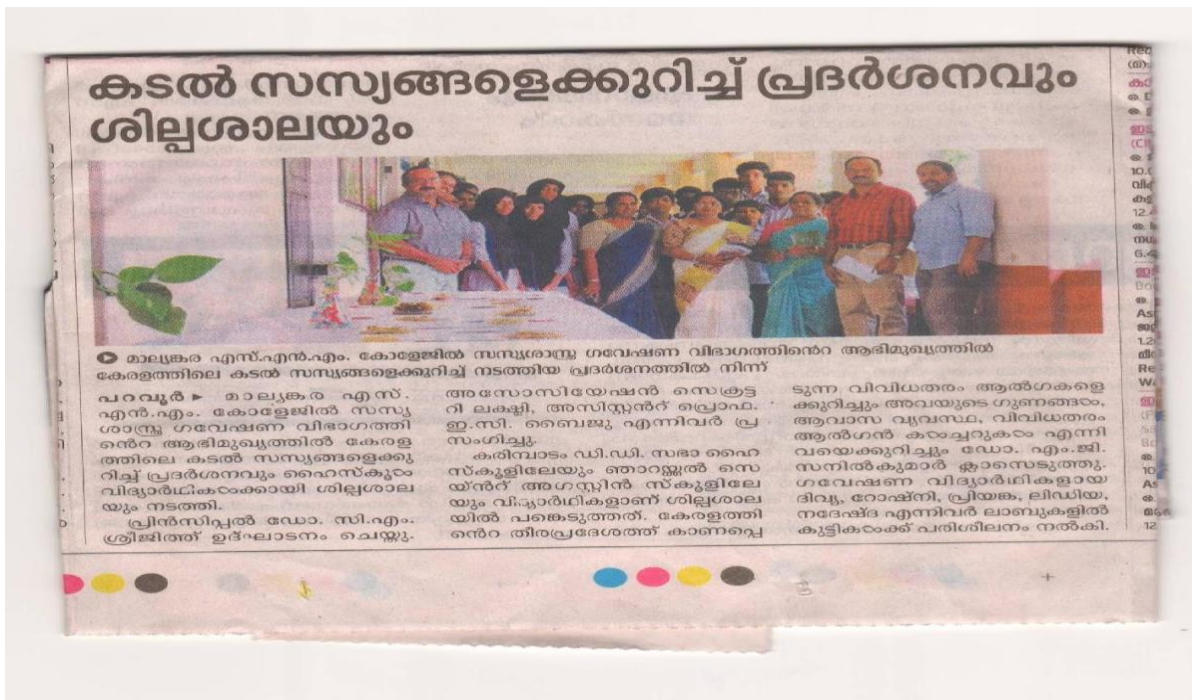 കടൽ സസ്യങ്ങളെക്കുറിച്ച് പ്രദർശനവും
ശില്പശാലയും
മാല്യങ്കര എസ്.എൻ.എം. കോളേജിൽ സസ്യശാസ്ത്ര ഗവേഷണ വിഭാഗത്തിന്റെ ആഭിമുഖ്യത്തിൽ
കേരളത്തിലെ കടൽ സസ്യങ്ങളെക്കുറിച്ച് നടത്തിയ പ്രദർശനത്തിൽ നിന്ന്
പറവൂർ ► മാല്യങ്കര എസ്.
എൻ.എം. കോളേജിൽ സസ്യ
ശാസ്ത്ര ഗവേഷണ വിഭാഗത്തി
ന്റെ ആഭിമുഖ്യത്തിൽ കേരള
ത്തിലെ കടൽ സസ്യങ്ങളെക്കു
റിച്ച് പ്രദർശനവും ഹൈസ്കൂൾ
വിദ്യാർഥികൾക്കായി ശില്പശാല
യും നടത്തി.
പ്രിൻസിപ്പൽ ഡോ. സി.എം.
ശ്രീജിത്ത് ഉദ്ഘാടനം ചെയ്തു.
അസോസിയേഷൻ സെക്രട്ട
റി ലക്ഷ്മി, അസിസ്റ്റന്റ് പ്രൊഫ.
ഇ.സി. ബൈജു എന്നിവർ പ്ര
സംഗിച്ചു.
കരിമ്പാടം ഡി.ഡി. സഭാ ഹൈ
സ്കൂളിലേയും ഞാറയ്ക്കൽ സെ
യ്ന്റ് അഗസ്റ്റിൻ സ്കൂളിലേ
യും വിദ്യാർഥികളാണ് ശില്പശാല
യിൽ പങ്കെടുത്തത്. കേരളത്തി
ന്റെ തീരപ്രദേശത്ത് കാണപ്പെ
ടുന്ന വിവിധതരം ആൽഗകളെ
ക്കുറിച്ചും അവയുടെ ഗുണങ്ങൾ,
ആവാസ വ്യവസ്ഥ, വിവിധതരം
ആൽഗൻ കൾച്ചറുകൾ എന്നി
വയെക്കുറിച്ചും ഡോ. എം.ജി.
സനിൽകുമാർ ക്ലാസെടുത്തു.
ഗവേഷണ വിദ്യാർഥികളായ
ദിവ്യ, റോഷ്നി, പ്രിയങ്ക, ലിഡിയ,
നദേഷ്ദ എന്നിവർ ലാബുകളിൽ
കുട്ടികൾക്ക് പരിശീലനം നൽകി.